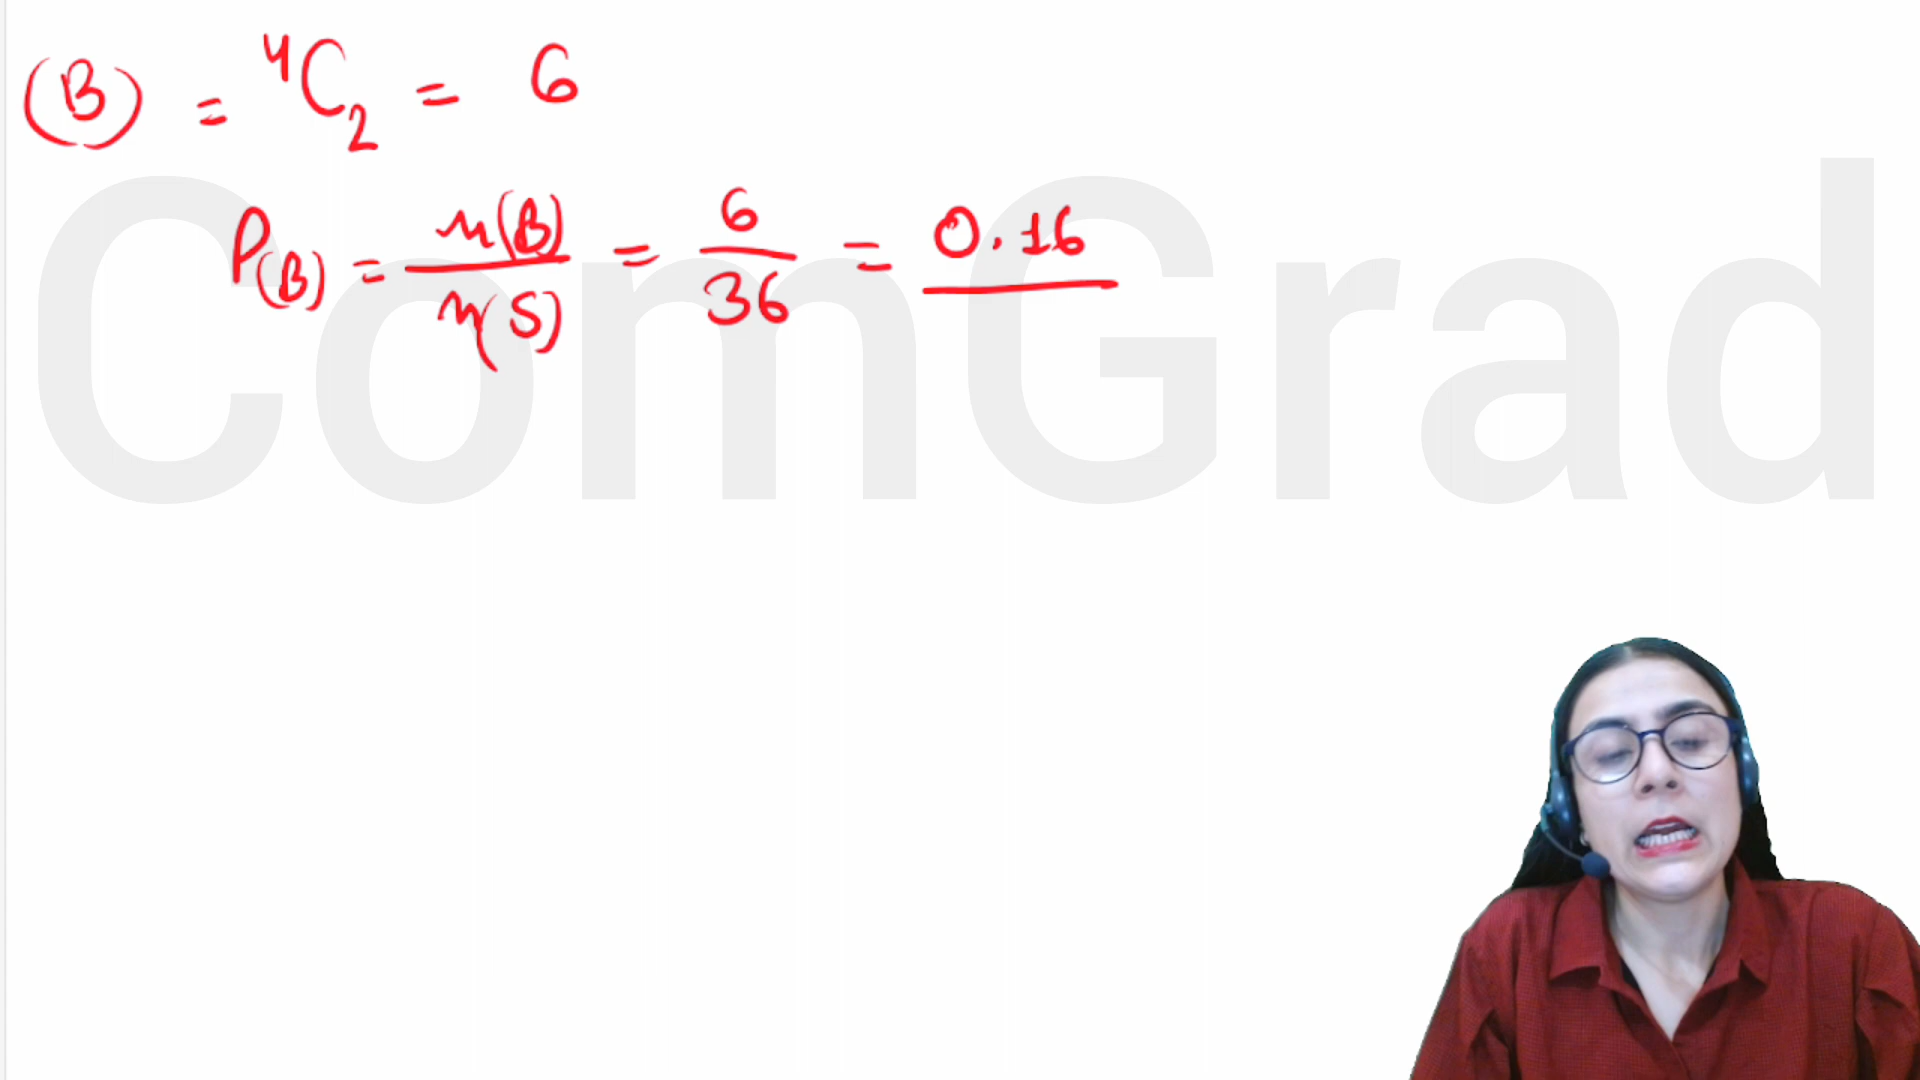 (B) = ⁴C₂ = 6
P(B) = n(B)/n(S) = 6/36 = 0.16
ComGrad